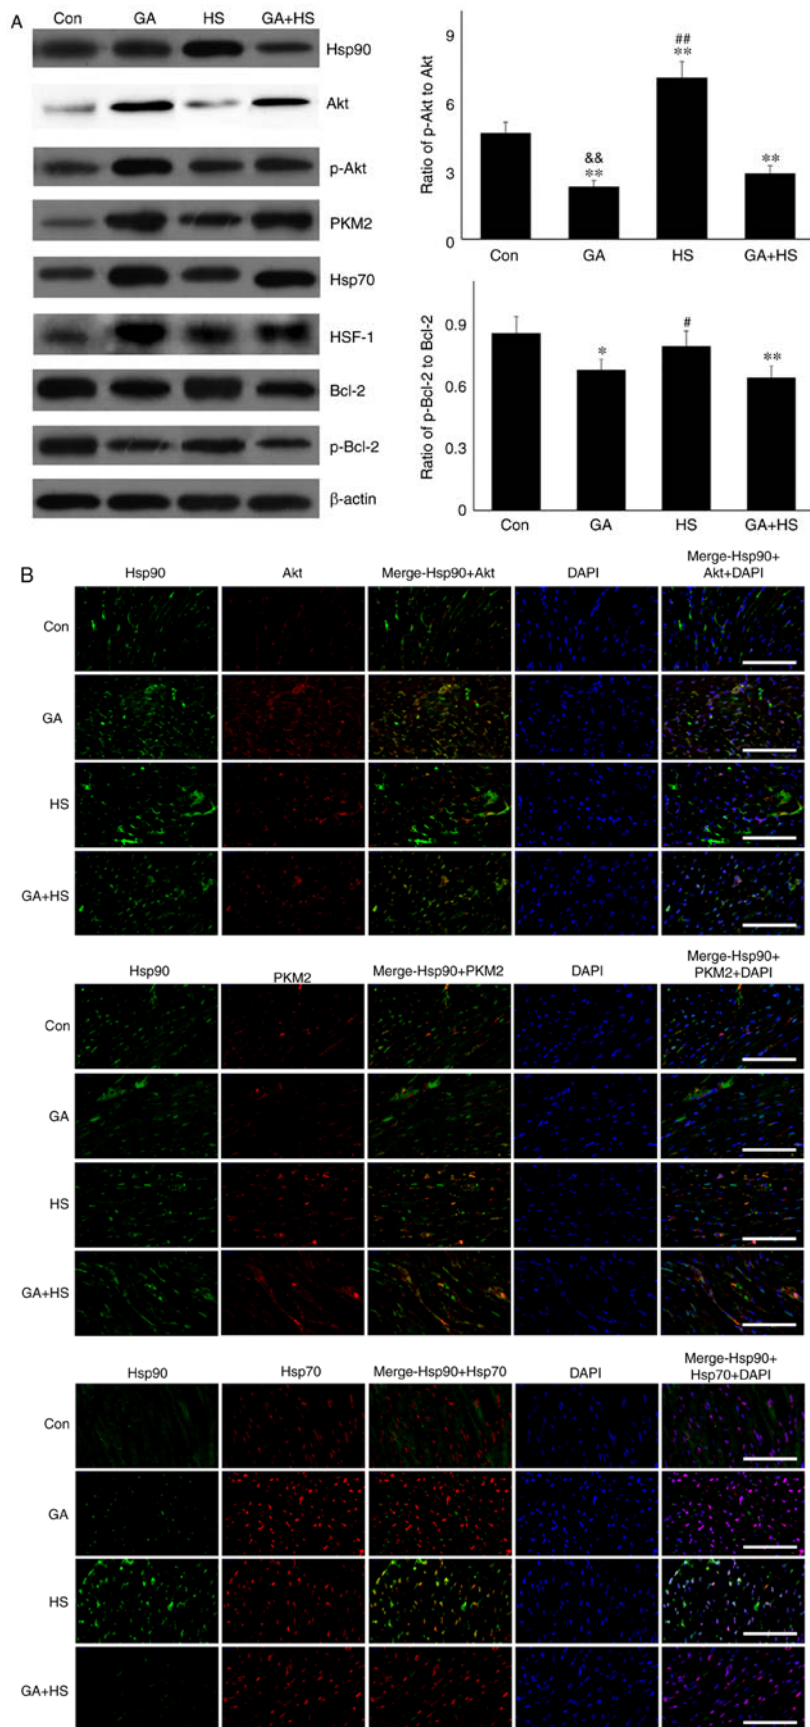 A
Con GA HS GA+HS
Hsp90
Akt
p-Akt
PKM2
Hsp70
HSF-1
Bcl-2
p-Bcl-2
β-actin
Ratio of p-Akt to Akt
9
6
3
0
&&
**
##
**
**
Con GA HS GA+HS
Ratio of p-Bcl-2 to Bcl-2
0.9
0.6
0.3
0
*
#
**
Con GA HS GA+HS
B
Hsp90 Akt Merge-Hsp90+Akt DAPI Merge-Hsp90+
Akt+DAPI
Con
GA
HS
GA+HS
Hsp90 PKM2 Merge-Hsp90+PKM2 DAPI Merge-Hsp90+
PKM2+DAPI
Con
GA
HS
GA+HS
Hsp90 Hsp70 Merge-Hsp90+Hsp70 DAPI Merge-Hsp90+
Hsp70+DAPI
Con
GA
HS
GA+HS